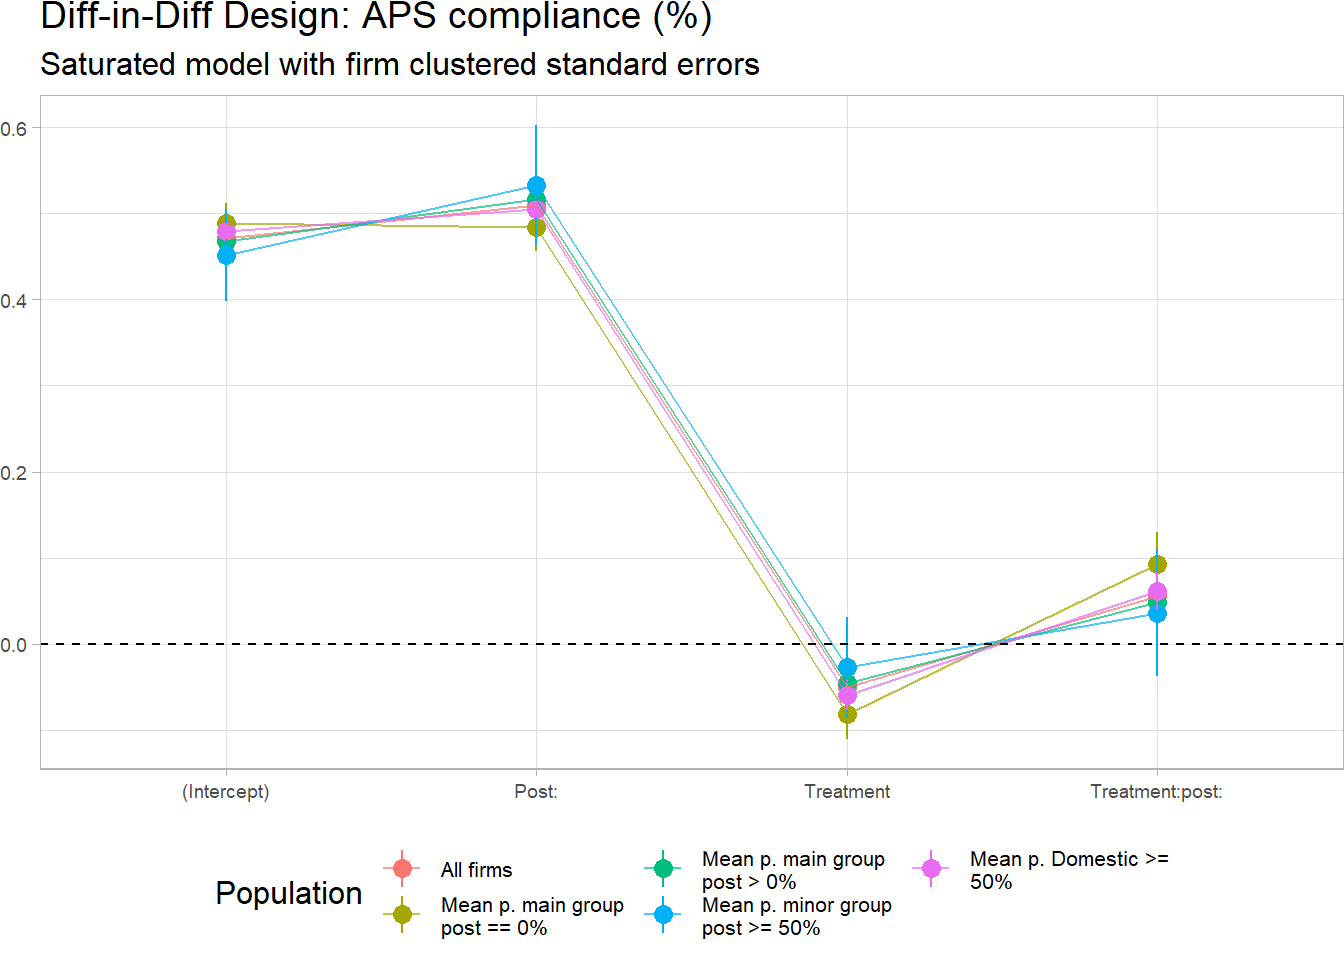 Diff-in-Diff Design: APS compliance (%)
Saturated model with firm clustered standard errors
0.6
0.4
0.2
0.0
(Intercept)
Post:
Treatment
Treatment:post:
Population
All firms
Mean p. main group
post == 0%
Mean p. main group
post > 0%
Mean p. minor group
post >= 50%
Mean p. Domestic >=
50%